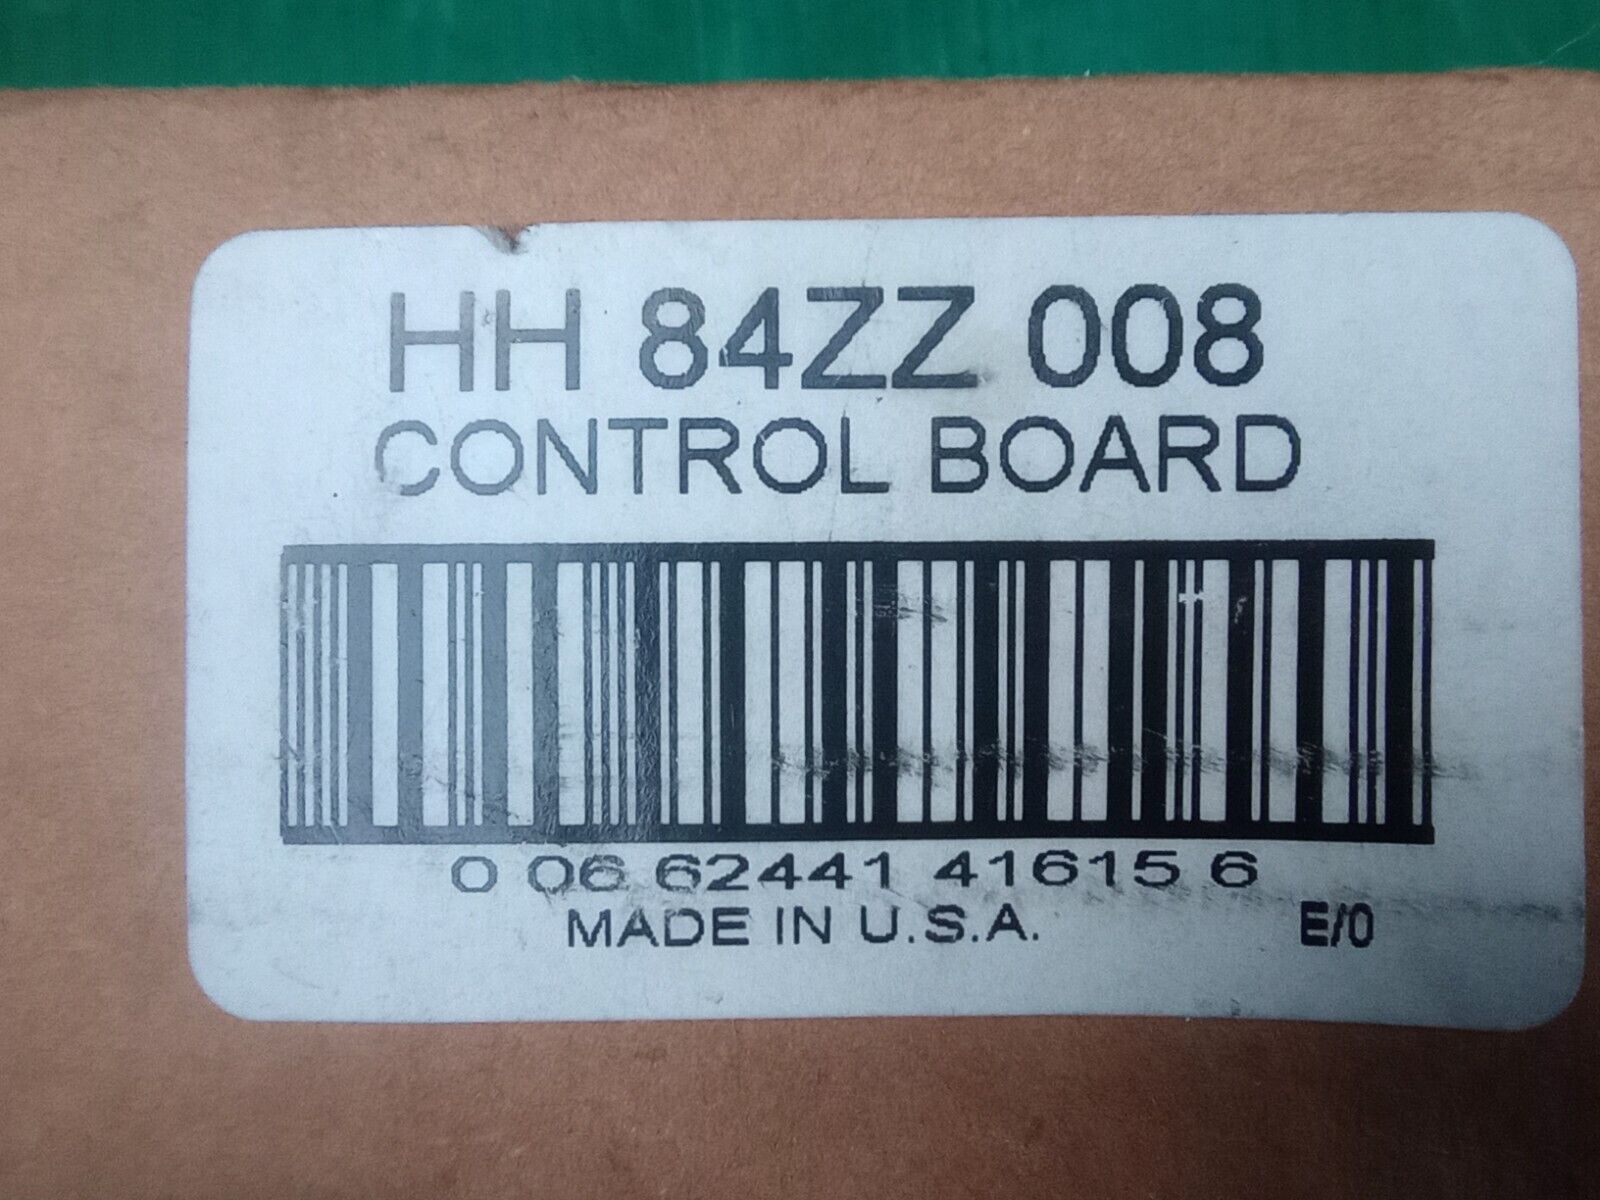 HH 84ZZ 008
CONTROL BOARD
0 06 62441 41615 6
MADE IN U.S.A. E/0